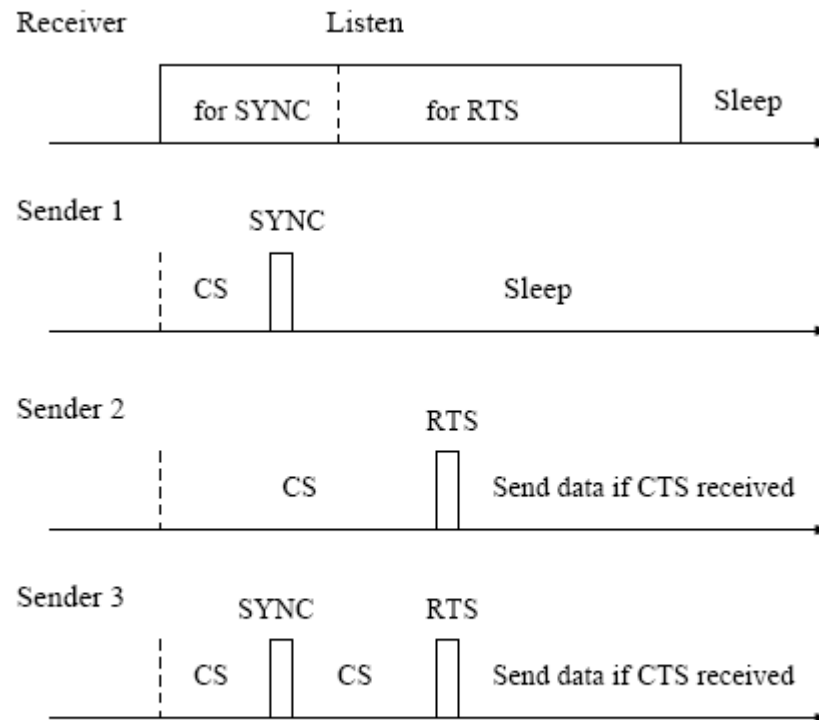 Receiver Listen
for SYNC for RTS Sleep
Sender 1
SYNC
CS Sleep
Sender 2
RTS
CS Send data if CTS received
Sender 3
SYNC RTS
CS CS Send data if CTS received